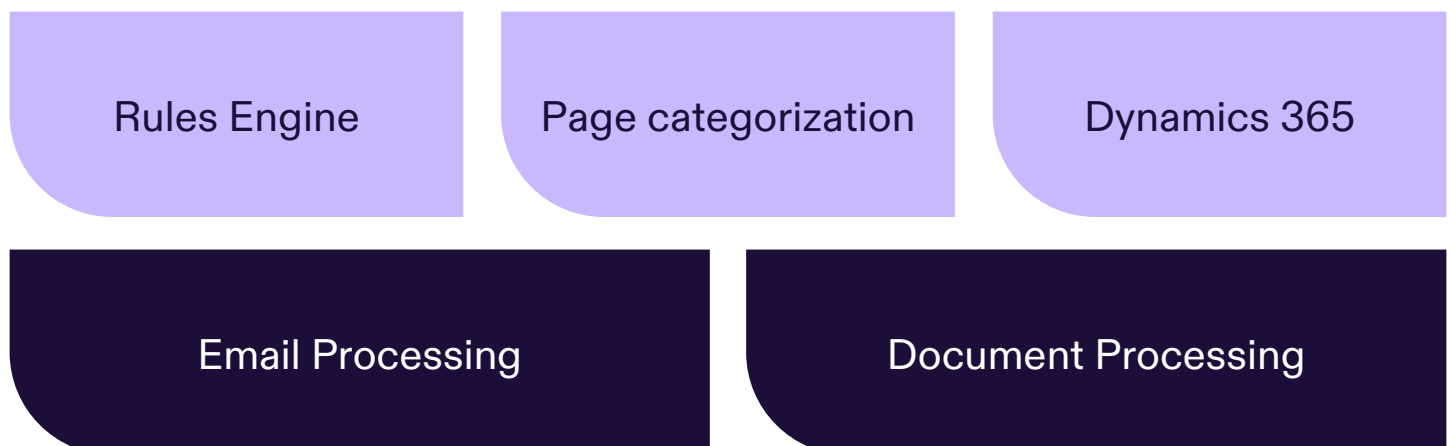 Rules Engine
Page categorization
Dynamics 365
Email Processing
Document Processing